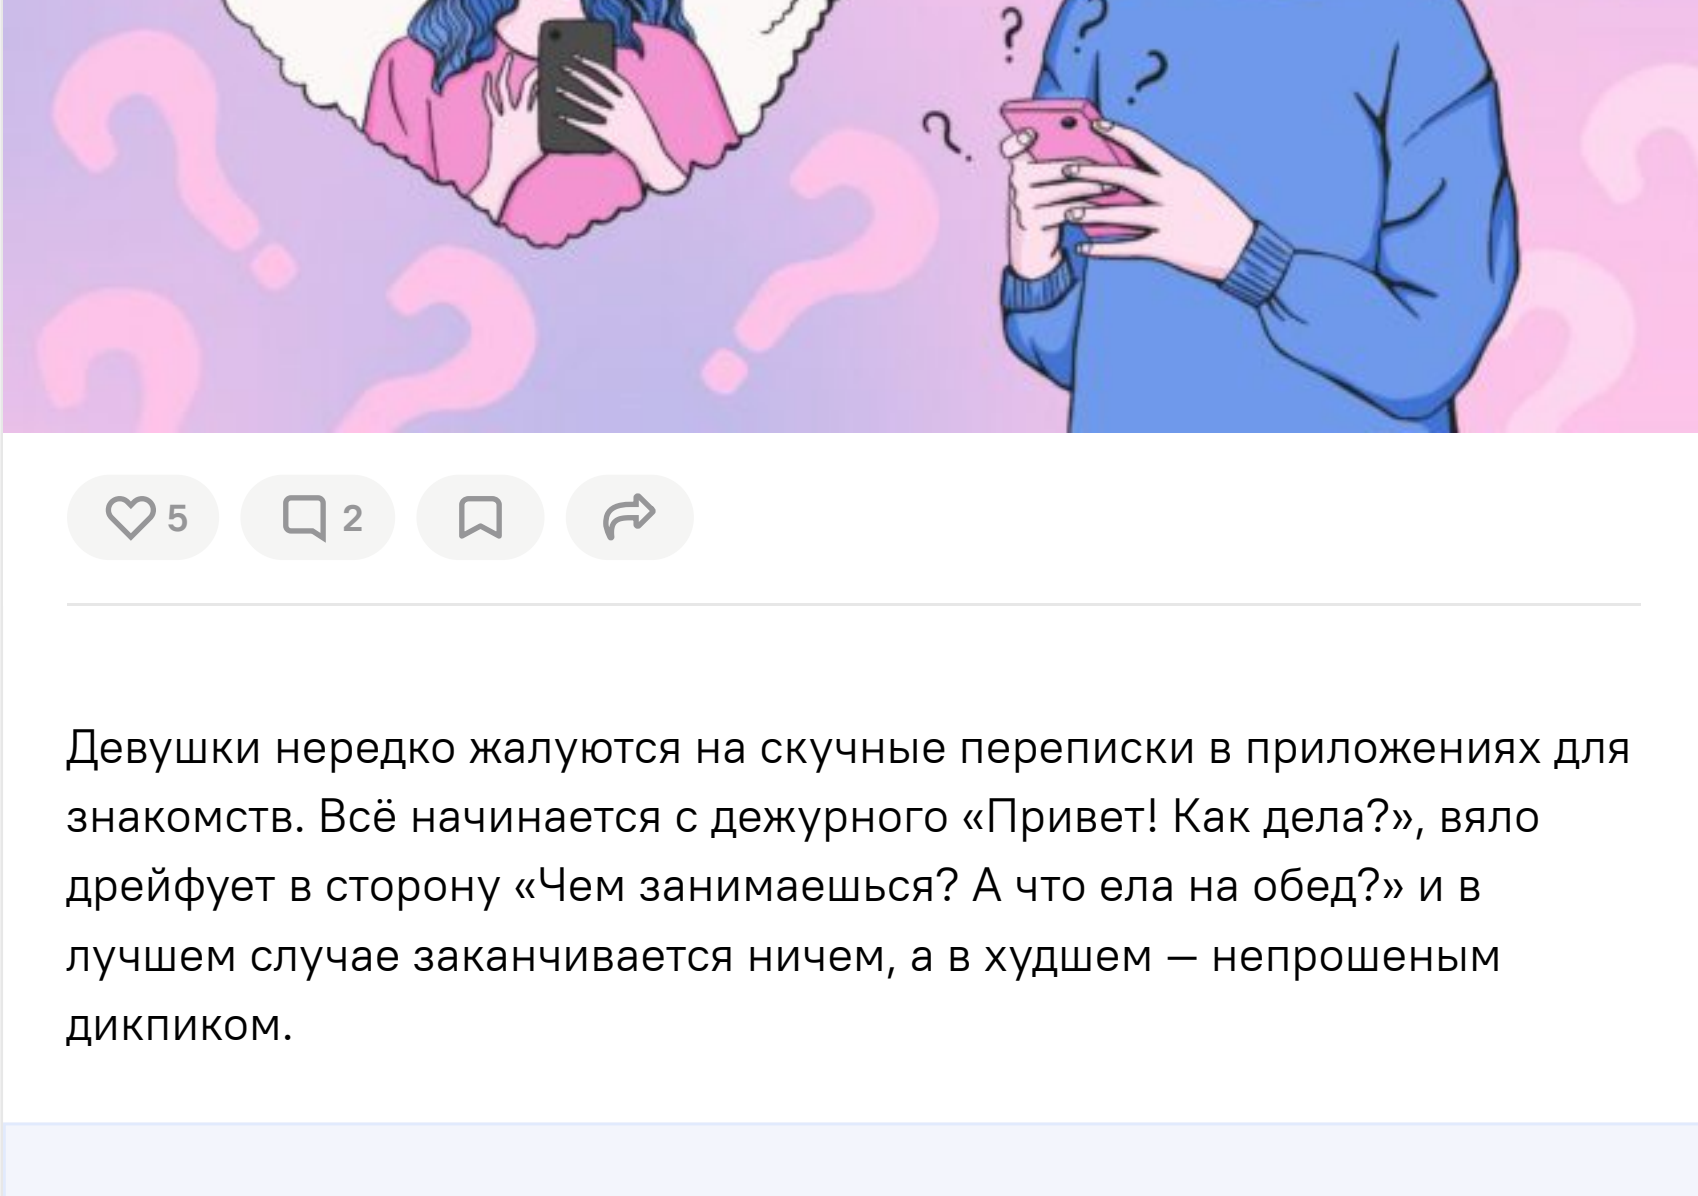 5
2
Девушки нередко жалуются на скучные переписки в приложениях для
знакомств. Всё начинается с дежурного «Привет! Как дела?», вяло
дрейфует в сторону «Чем занимаешься? А что ела на обед?» и в
лучшем случае заканчивается ничем, а в худшем — непрошеным
дикпиком.